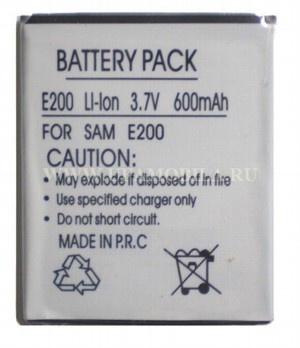 BATTERY PACK
E200 LI-Ion 3.7V 600mAh
FOR SAM E200
CAUTION:
• May explode if disposed of in fire
• Use specified charger only
• Do not short circuit.
MADE IN P.R.C